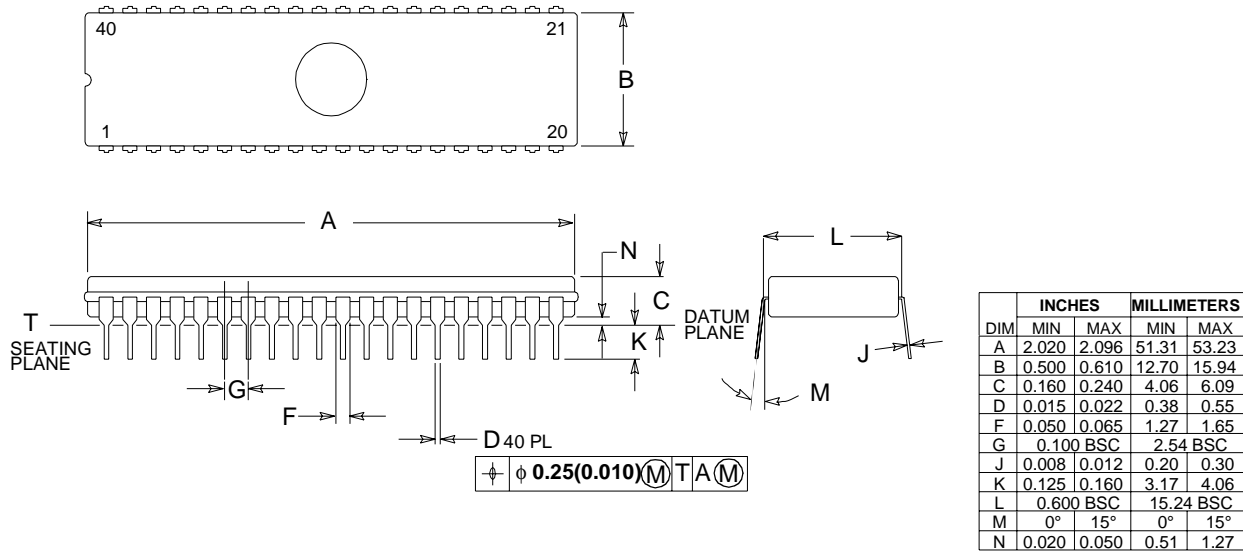 40 21
B
1 20
A
N
L
C
T
SEATING
PLANE
K
DATUM
PLANE
J
G
M
F
D 40 PL
ϕ 0.25(0.010) Ⓜ T A Ⓜ
INCHES MILLIMETERS
DIM MIN MAX MIN MAX
A 2.020 2.096 51.31 53.23
B 0.500 0.610 12.70 15.94
C 0.160 0.240 4.06 6.09
D 0.015 0.022 0.38 0.55
F 0.050 0.065 1.27 1.65
G 0.100 BSC 2.54 BSC
J 0.008 0.012 0.20 0.30
K 0.125 0.160 3.17 4.06
L 0.600 BSC 15.24 BSC
M 0° 15° 0° 15°
N 0.020 0.050 0.51 1.27